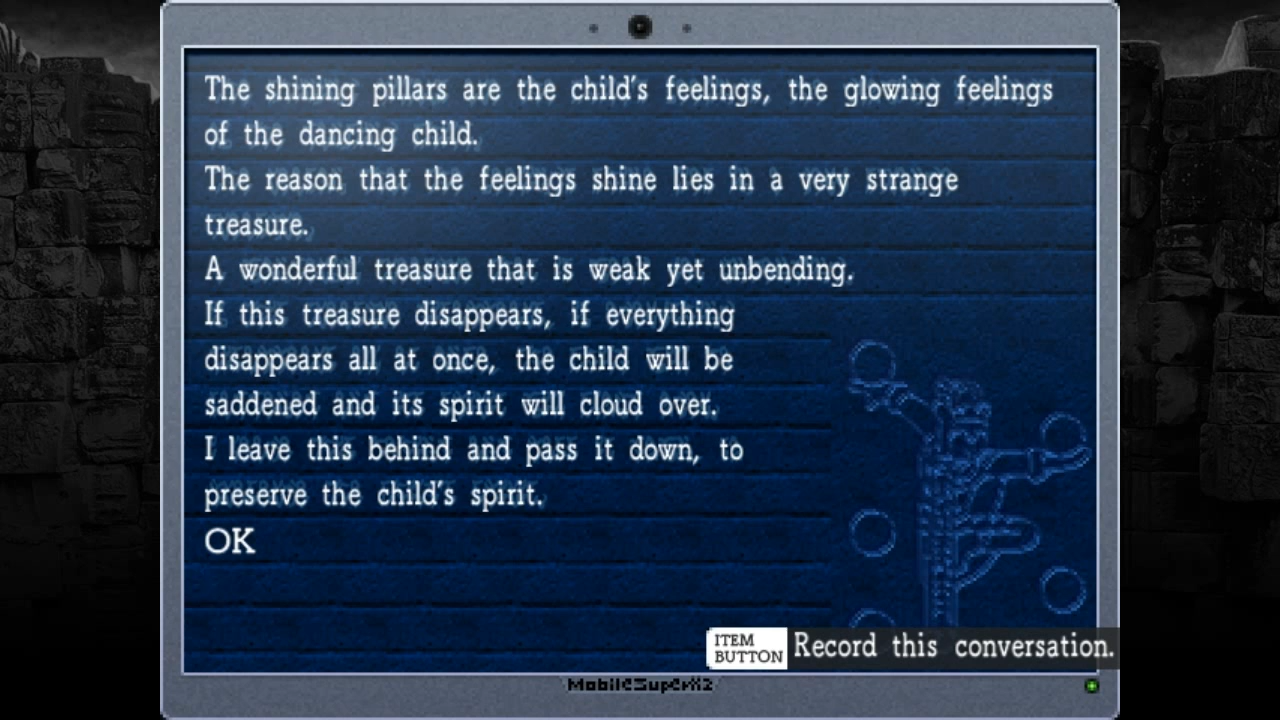 The shining pillars are the child's feelings, the glowing feelings
of the dancing child.
The reason that the feelings shine lies in a very strange
treasure.
A wonderful treasure that is weak yet unbending.
If this treasure disappears, if everything
disappears all at once, the child will be
saddened and its spirit will cloud over.
I leave this behind and pass it down, to
preserve the child's spirit.
OK
ITEM
BUTTON
Record this conversation.
MobileSuperX2